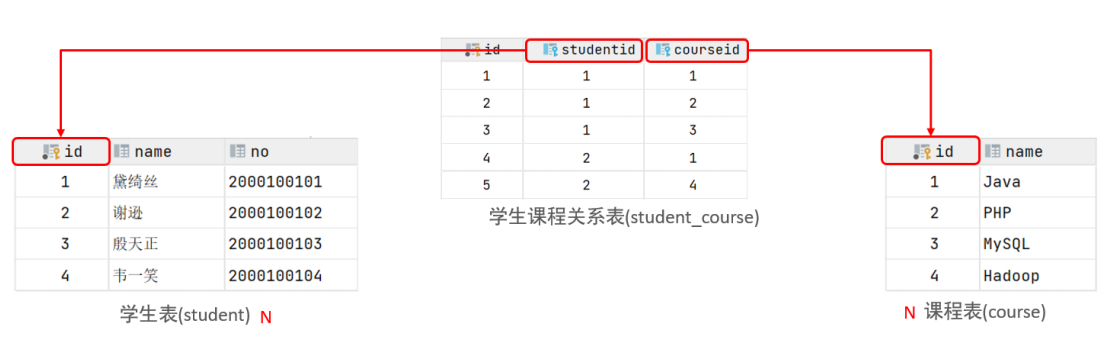 id studentid courseid
1 1 1
2 1 2
3 1 3
4 2 1
5 2 4
学生课程关系表(student_course)
id name no
1 黛绮丝 2000100101
2 谢逊 2000100102
3 殷天正 2000100103
4 韦一笑 2000100104
学生表(student) N
id name
1 Java
2 PHP
3 MySQL
4 Hadoop
N 课程表(course)